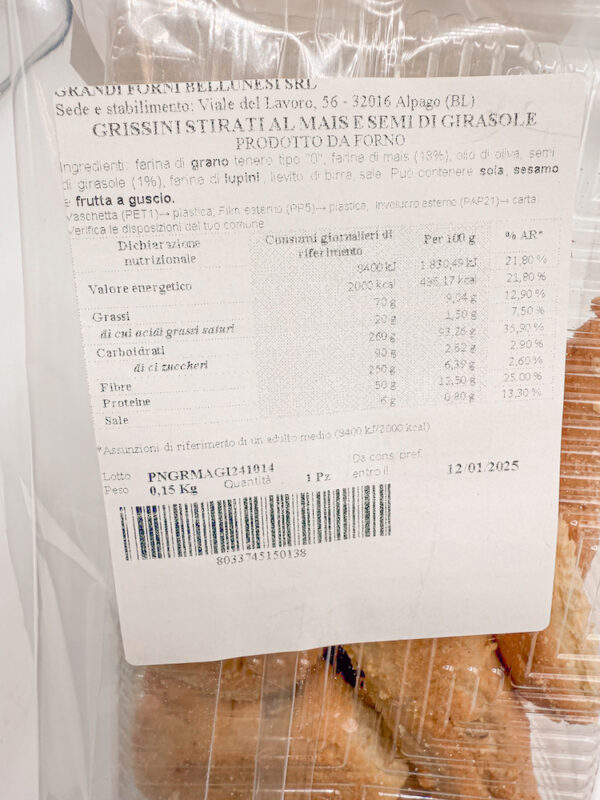 GRANDI FORNI BELLUNESI SRL
Sede e stabilimento: Viale del Lavoro, 56 - 32016 Alpago (BL)
GRISSINI STIRATI AL MAIS E SEMI DI GIRASOLE
PRODOTTO DA FORNO
Ingredienti: farina di grano tenero tipo "0", farina di mais (13%), olio di oliva, semi
di girasole (1%), farina di lupini, lievito di birra, sale. Può contenere soia, sesamo
e frutta a guscio.
Vaschetta (PET1)→ plastica, Film esterno (PP5)→ plastica, Involucro esterno (PAP21)→ carta
Verifica le disposizioni del tuo comune
Dichiarazione nutrizionale Consumi giornalieri di riferimento Per 100 g % AR*
Valore energetico 8400 kJ 1.830,49 kJ 21,80 %
2000 kcal 436,17 kcal 21,80 %
Grassi 70 g 9,04 g 12,90 %
di cui acidi grassi saturi 20 g 1,50 g 7,50 %
Carboidrati 260 g 93,26 g 35,90 %
di ci zuccheri 90 g 2,62 g 2,90 %
Fibre 250 g 6,39 g 2,60 %
Proteine 50 g 12,50 g 25,00 %
Sale 6 g 0,80 g 13,30 %
*Assunzioni di riferimento di un adulto medio (8400 kJ/2000 kcal)
Lotto PNGRMAGI241014 Da cons. pref.
Peso 0,15 Kg Quantità 1 Pz entro il 12/01/2025
8033745150138